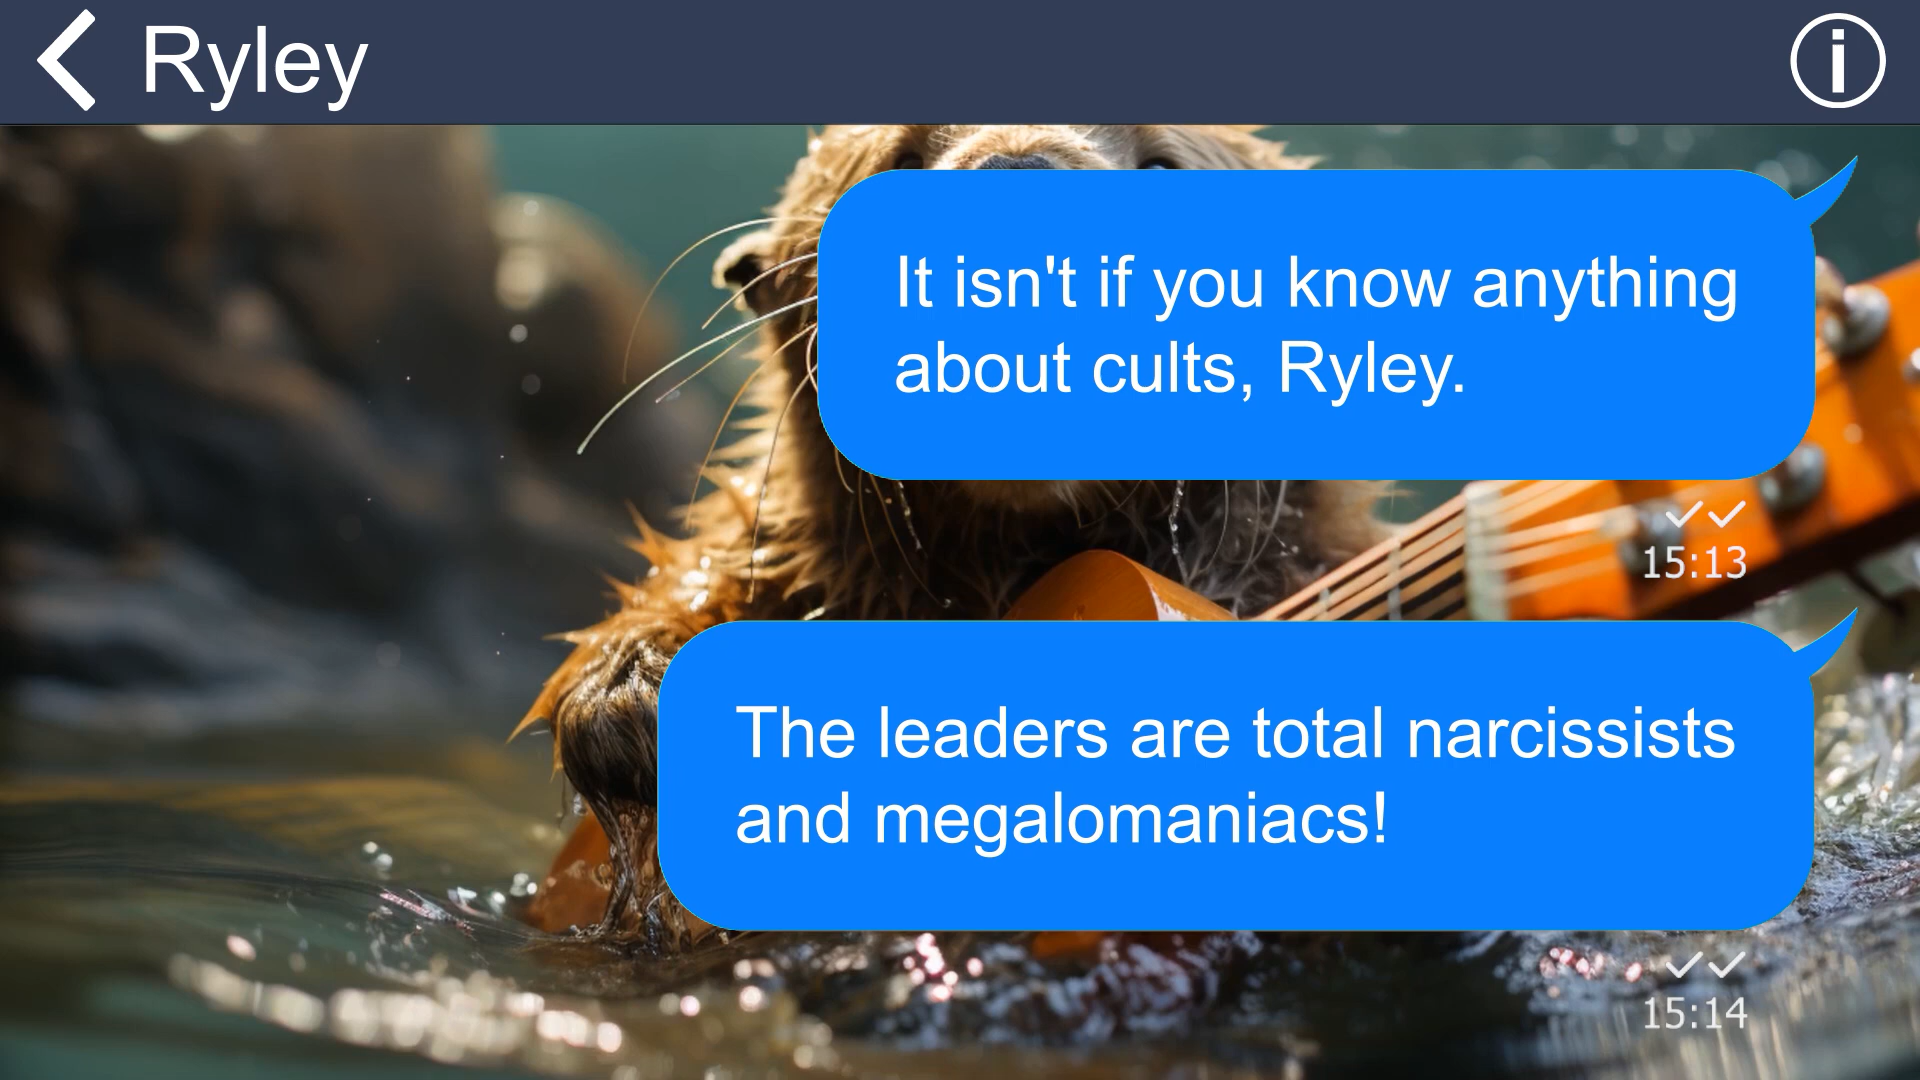 Ryley
It isn't if you know anything
about cults, Ryley.
15:13
The leaders are total narcissists
and megalomaniacs!
15:14